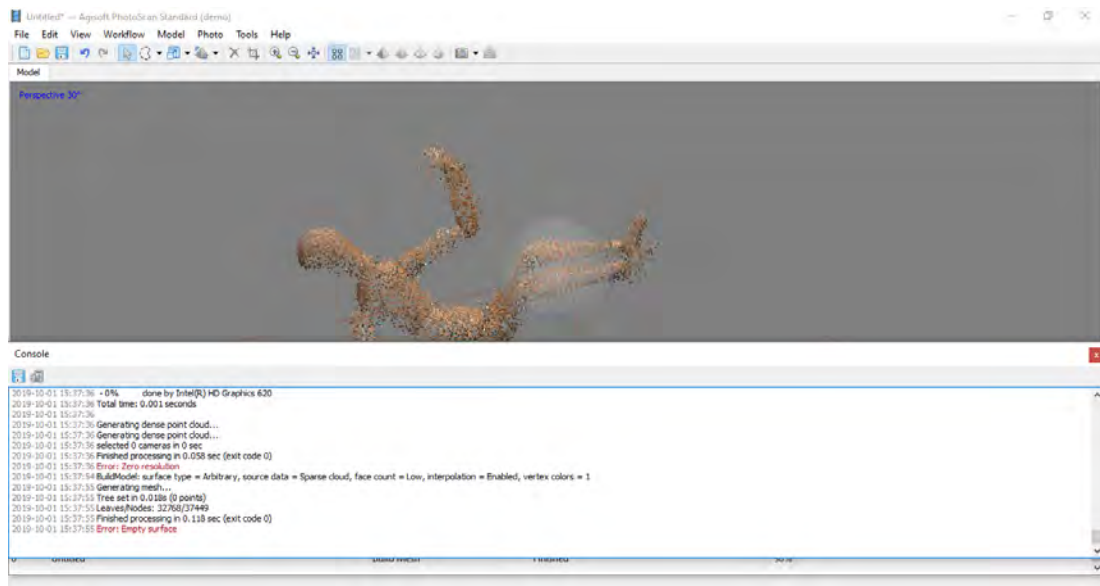 Untitled* — Agisoft PhotoScan Standard (demo)
File Edit View Workflow Model Photo Tools Help
Model
Perspective 30°
Console
2019-10-01 15:37:36 - 0% done by Intel(R) HD Graphics 620
2019-10-01 15:37:36 Total time: 0.001 seconds
2019-10-01 15:37:36
2019-10-01 15:37:36 Generating dense point cloud...
2019-10-01 15:37:36 Generating dense point cloud...
2019-10-01 15:37:36 selected 0 cameras in 0 sec
2019-10-01 15:37:36 Finished processing in 0.058 sec (exit code 0)
2019-10-01 15:37:36 Error: Zero resolution
2019-10-01 15:37:54 BuildModel: surface type = Arbitrary, source data = Sparse cloud, face count = Low, interpolation = Enabled, vertex colors = 1
2019-10-01 15:37:55 Generating mesh...
2019-10-01 15:37:55 Tree set in 0.018s (0 points)
2019-10-01 15:37:55 Leaves/Nodes: 32768/37449
2019-10-01 15:37:55 Finished processing in 0.118 sec (exit code 0)
2019-10-01 15:37:55 Error: Empty surface